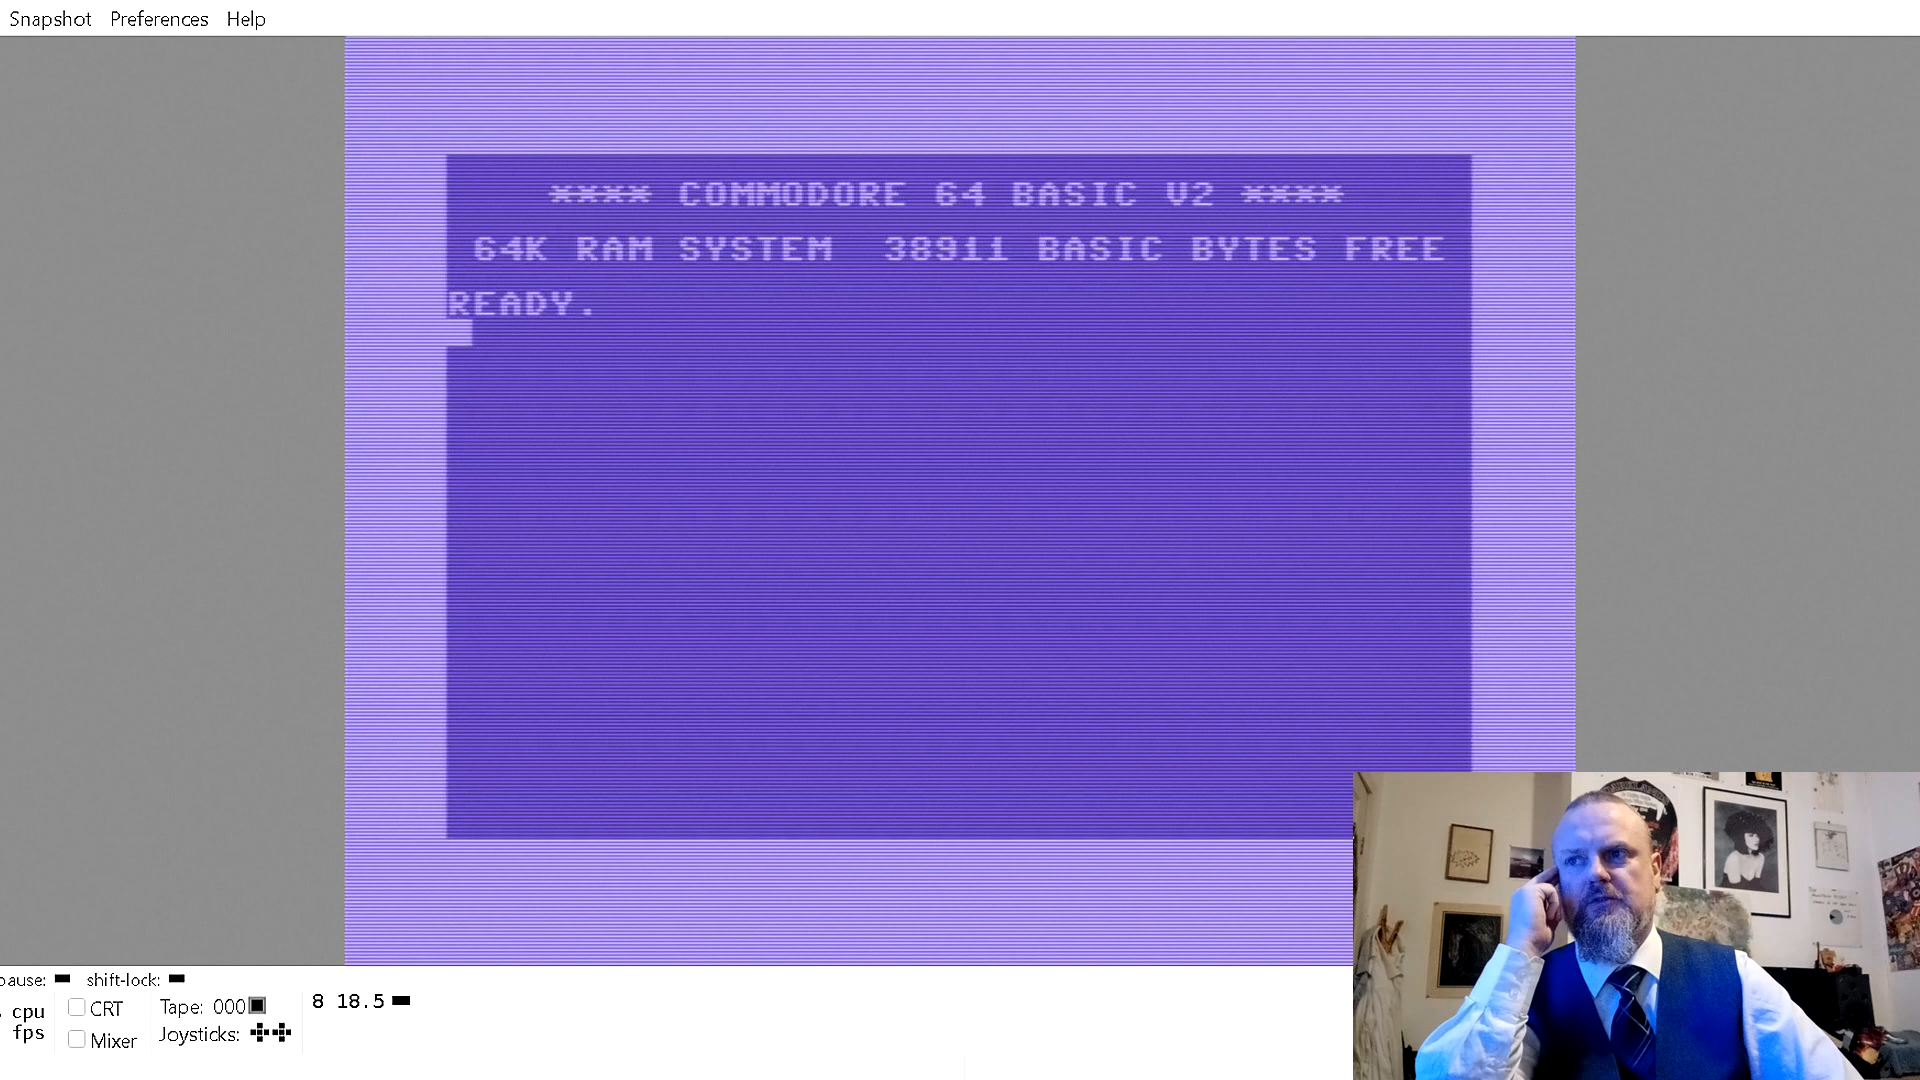 Snapshot Preferences Help
**** COMMODORE 64 BASIC V2 ****
64K RAM SYSTEM  38911 BASIC BYTES FREE
READY.
pause: shift-lock:
cpu
fps
CRT
Mixer
Tape: 000
Joysticks:
8 18.5